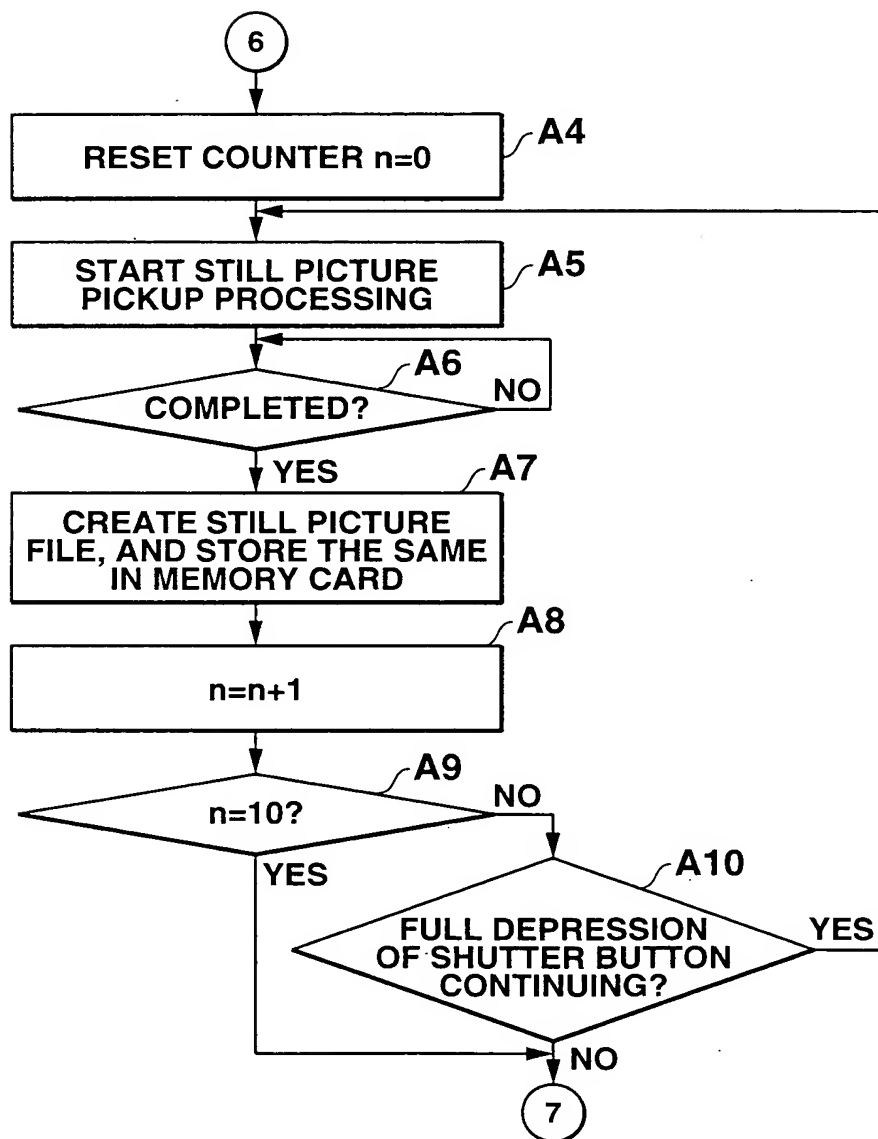 6
A4
RESET COUNTER n=0
A5
START STILL PICTURE
PICKUP PROCESSING
A6
NO
COMPLETED?
YES
A7
CREATE STILL PICTURE
FILE, AND STORE THE SAME
IN MEMORY CARD
A8
n=n+1
A9
NO
n=10?
YES
A10
FULL DEPRESSION
OF SHUTTER BUTTON
CONTINUING?
YES
NO
7